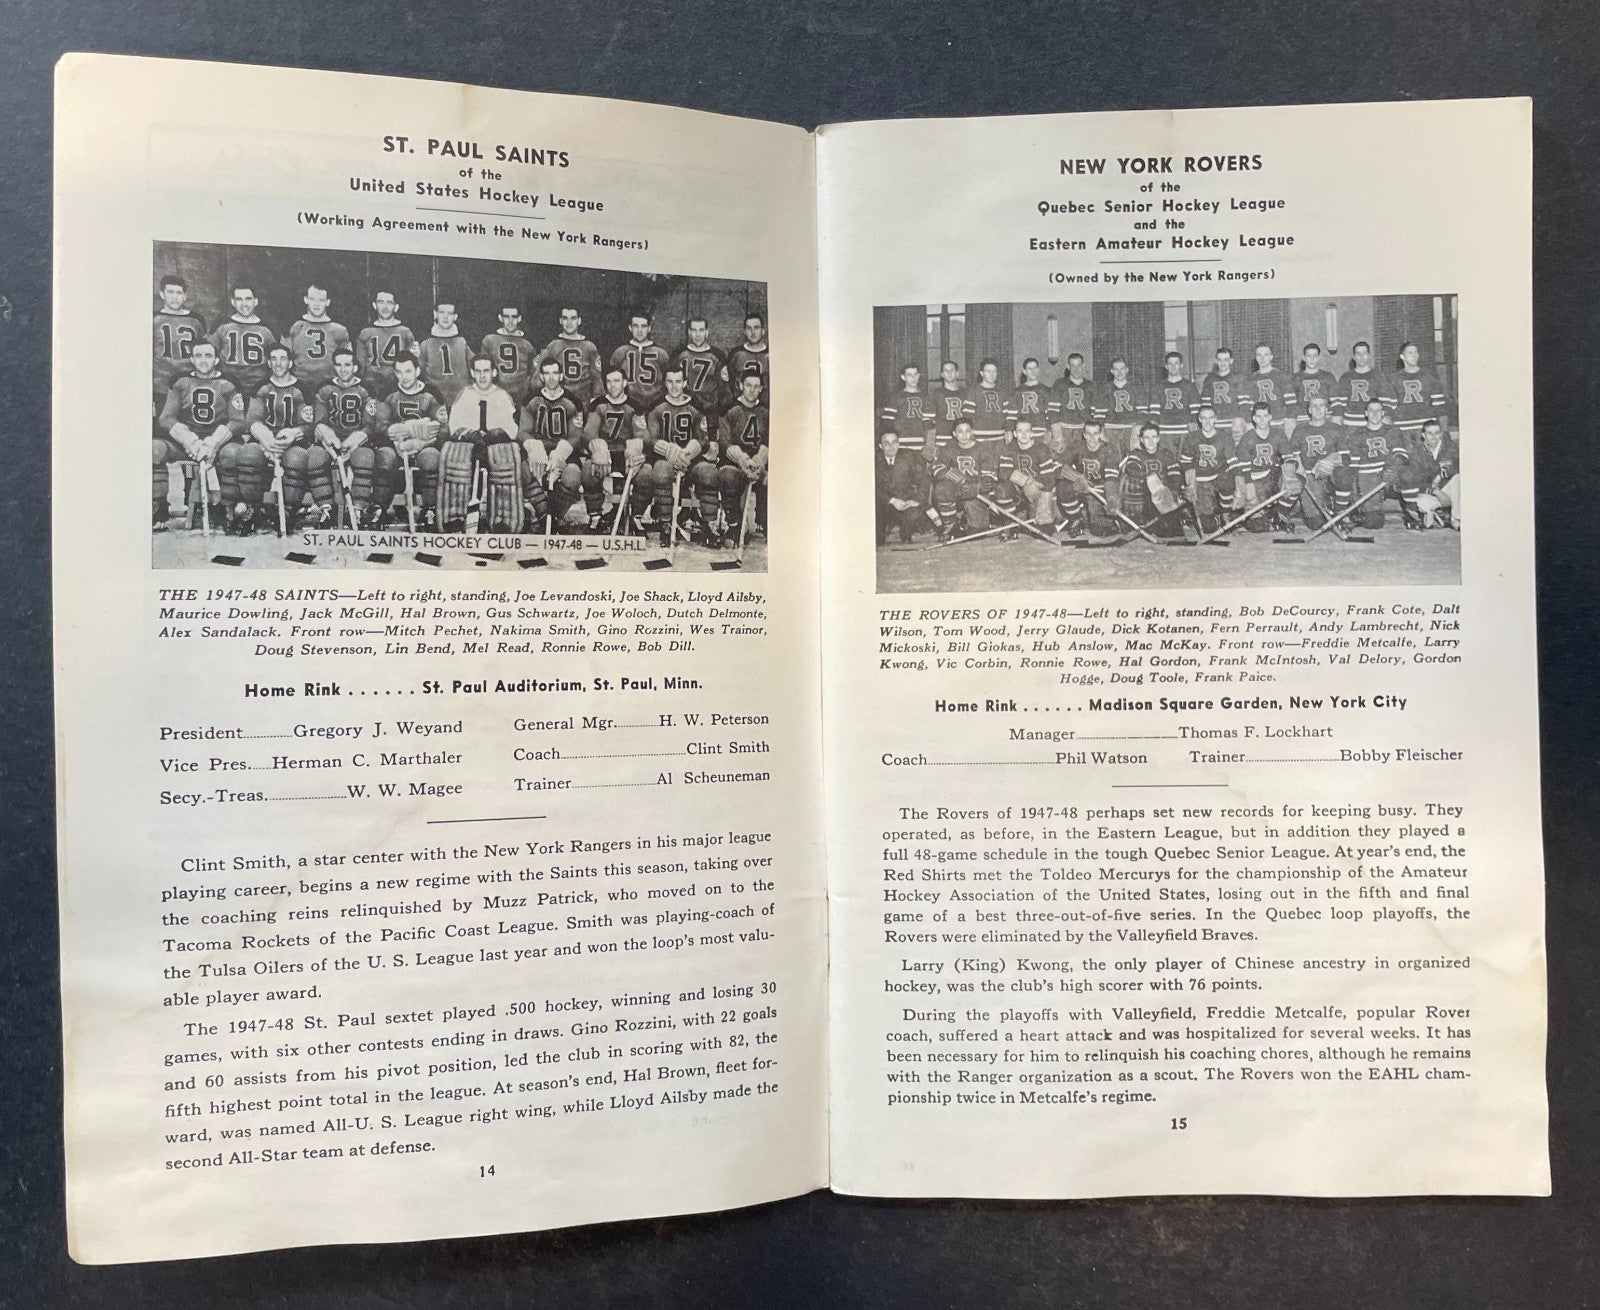 ST. PAUL SAINTS
of the
United States Hockey League
(Working Agreement with the New York Rangers)
12 16 3 14 1 9 6 15 17
8 11 18 5 1 10 7 19 4
ST. PAUL SAINTS HOCKEY CLUB — 1947-48 — U.S.H.L.
THE 1947-48 SAINTS—Left to right, standing, Joe Levandoski, Joe Shack, Lloyd Ailsby,
Maurice Dowling, Jack McGill, Hal Brown, Gus Schwartz, Joe Woloch, Dutch Delmonte,
Alex Sandalack. Front row—Mitch Pechet, Nakima Smith, Gino Rozzini, Wes Trainor,
Doug Stevenson, Lin Bend, Mel Read, Ronnie Rowe, Bob Dill.
Home Rink . . . . . . St. Paul Auditorium, St. Paul, Minn.
President.............Gregory J. Weyand
Vice Pres......Herman C. Marthaler
Secy.-Treas.......................W. W. Magee
General Mgr............H. W. Peterson
Coach..................................Clint Smith
Trainer.......................Al Scheuneman
Clint Smith, a star center with the New York Rangers in his major league
playing career, begins a new regime with the Saints this season, taking over
the coaching reins relinquished by Muzz Patrick, who moved on to the
Tacoma Rockets of the Pacific Coast League. Smith was playing-coach of
the Tulsa Oilers of the U. S. League last year and won the loop's most valu-
able player award.
The 1947-48 St. Paul sextet played .500 hockey, winning and losing 30
games, with six other contests ending in draws. Gino Rozzini, with 22 goals
and 60 assists from his pivot position, led the club in scoring with 82, the
fifth highest point total in the league. At season's end, Hal Brown, fleet for-
ward, was named All-U. S. League right wing, while Lloyd Ailsby made the
second All-Star team at defense.
14
NEW YORK ROVERS
of the
Quebec Senior Hockey League
and the
Eastern Amateur Hockey League
(Owned by the New York Rangers)
R R R R R R R R R R R R
R R R R R R R
THE ROVERS OF 1947-48—Left to right, standing, Bob DeCourcy, Frank Cote, Dalt
Wilson, Tom Wood, Jerry Glaude, Dick Kotanen, Fern Perrault, Andy Lambrecht, Nick
Mickoski, Bill Giokas, Hub Anslow, Mac McKay. Front row—Freddie Metcalfe, Larry
Kwong, Vic Corbin, Ronnie Rowe, Hal Gordon, Frank McIntosh, Val Delory, Gordon
Hogge, Doug Toole, Frank Paice.
Home Rink . . . . . . Madison Square Garden, New York City
Manager............................Thomas F. Lockhart
Coach..................................Phil Watson Trainer.........................Bobby Fleischer
The Rovers of 1947-48 perhaps set new records for keeping busy. They
operated, as before, in the Eastern League, but in addition they played a
full 48-game schedule in the tough Quebec Senior League. At year's end, the
Red Shirts met the Toldeo Mercurys for the championship of the Amateur
Hockey Association of the United States, losing out in the fifth and final
game of a best three-out-of-five series. In the Quebec loop playoffs, the
Rovers were eliminated by the Valleyfield Braves.
Larry (King) Kwong, the only player of Chinese ancestry in organized
hockey, was the club's high scorer with 76 points.
During the playoffs with Valleyfield, Freddie Metcalfe, popular Rover
coach, suffered a heart attack and was hospitalized for several weeks. It has
been necessary for him to relinquish his coaching chores, although he remains
with the Ranger organization as a scout. The Rovers won the EAHL cham-
pionship twice in Metcalfe's regime.
15